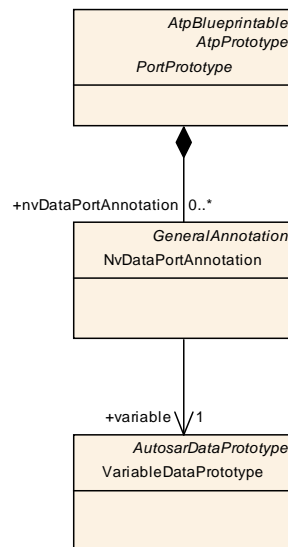 AtpBlueprintable
AtpPrototype
PortPrototype
+nvDataPortAnnotation 0..*
GeneralAnnotation
NvDataPortAnnotation
+variable 1
AutosarDataPrototype
VariableDataPrototype